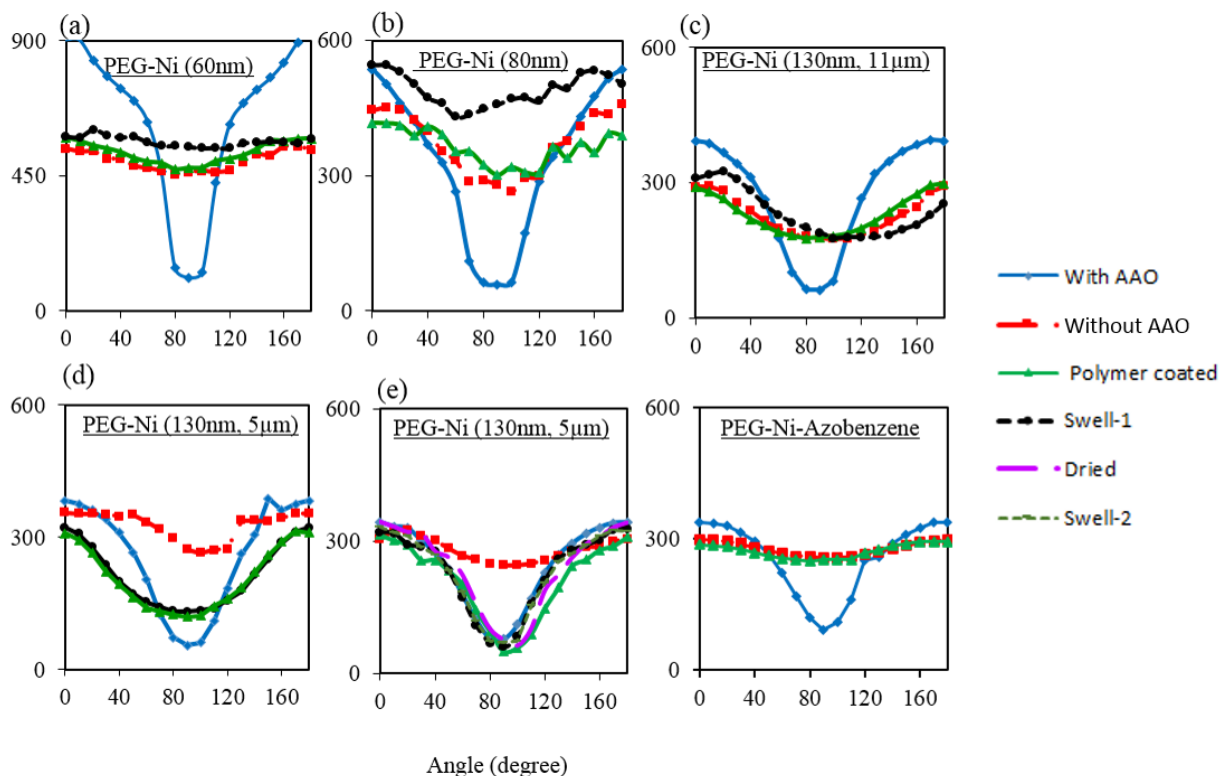 (a)
PEG-Ni (60nm)
900
450
0
0 40 80 120 160
(b)
PEG-Ni (80nm)
600
300
0
0 40 80 120 160
(c)
PEG-Ni (130nm, 11µm)
600
300
0
0 40 80 120 160
(d)
PEG-Ni (130nm, 5µm)
600
300
0
0 40 80 120 160
(e)
PEG-Ni (130nm, 5µm)
600
300
0
0 40 80 120 160
PEG-Ni-Azobenzene
600
300
0
0 40 80 120 160
With AAO
Without AAO
Polymer coated
Swell-1
Dried
Swell-2
Angle (degree)